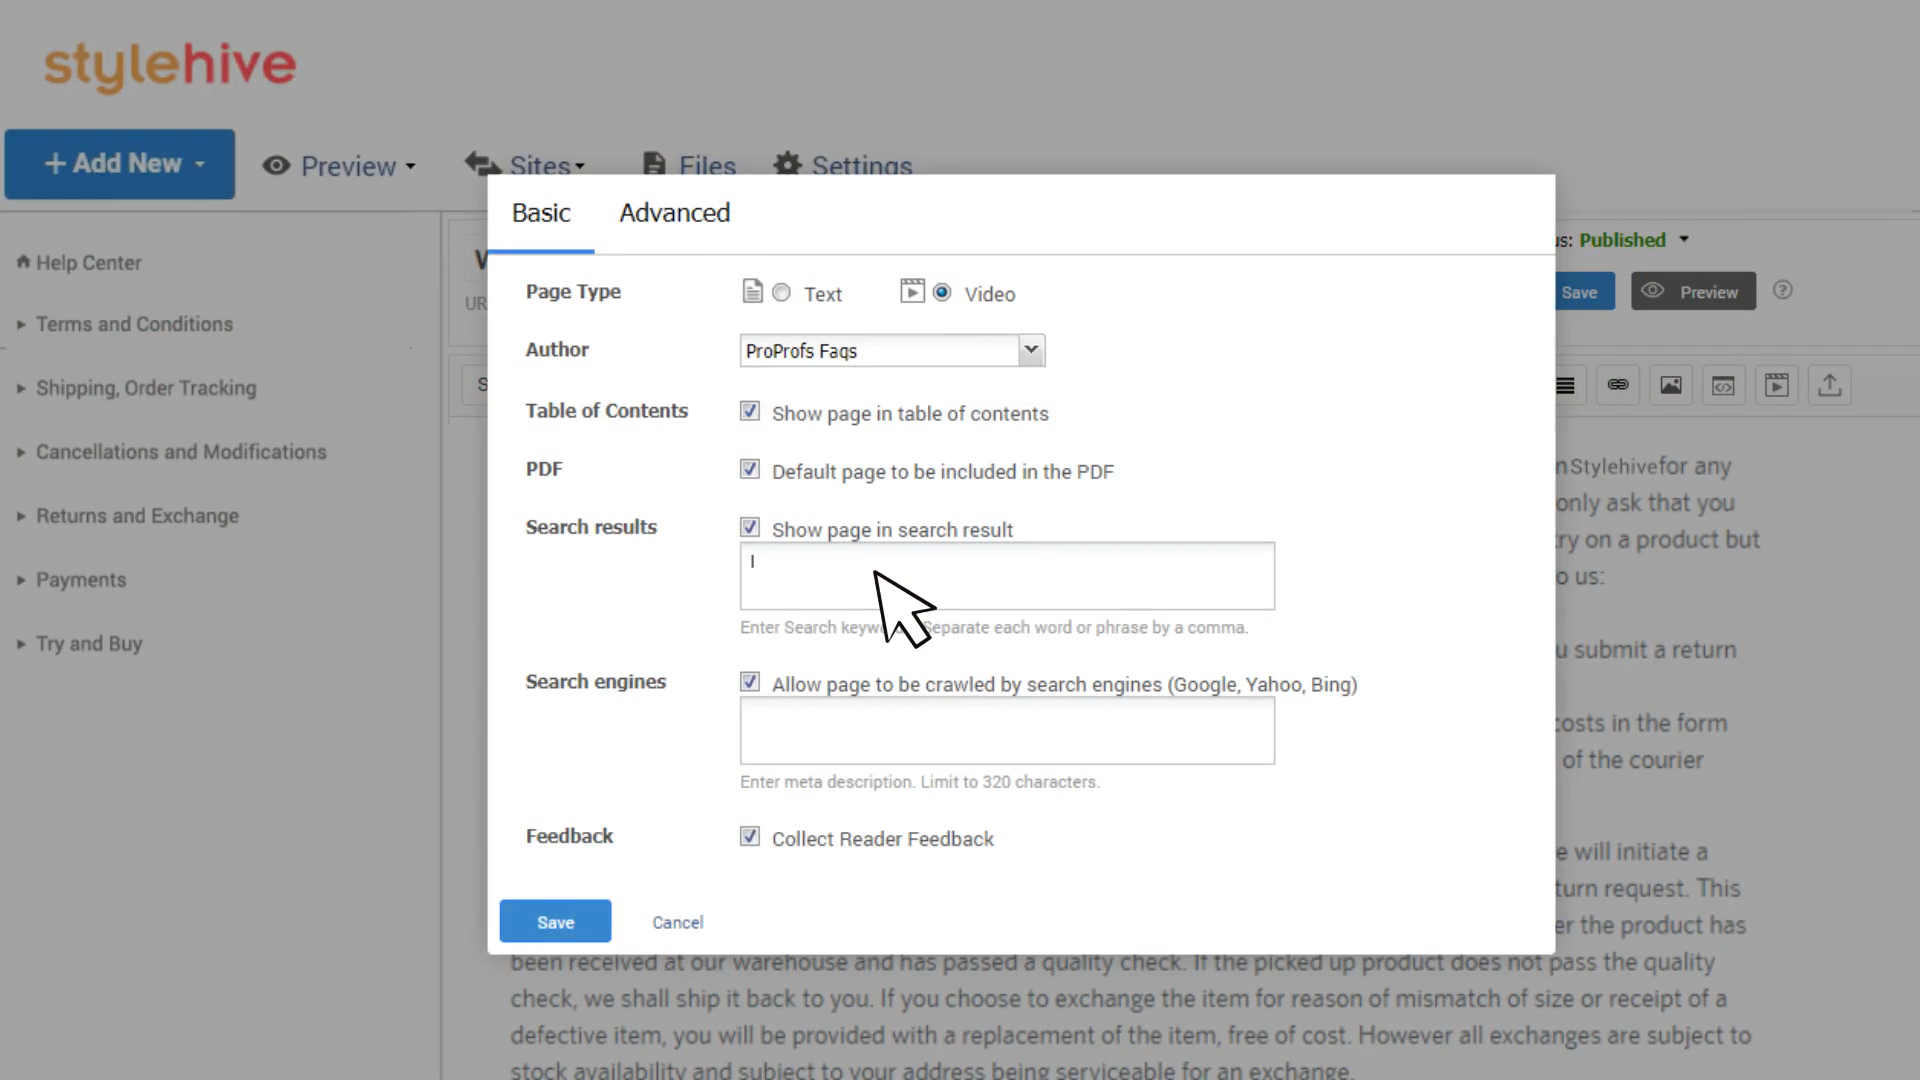 stylehive
+ Add New
Preview
Sites
Files
Settings
Help Center
Terms and Conditions
Shipping, Order Tracking
Cancellations and Modifications
Returns and Exchange
Payments
Try and Buy
Published
Save
Preview
Basic
Advanced
Page Type
Text
Video
Author
ProProfs Faqs
Table of Contents
Show page in table of contents
PDF
Default page to be included in the PDF
Search results
Show page in search result
Enter Search Separate each word or phrase by a comma.
Search engines
Allow page to be crawled by search engines (Google, Yahoo, Bing)
Enter meta description. Limit to 320 characters.
Feedback
Collect Reader Feedback
Save
Cancel
Stylehive for any
only ask that you
on a product but
us:
submit a return
costs in the form
of the courier
will initiate a
request. This
the product has
been received at our warehouse and has passed a quality check. If the picked up product does not pass the quality
check, we shall ship it back to you. If you choose to exchange the item for reason of mismatch of size or receipt of a
defective item, you will be provided with a replacement of the item, free of cost. However all exchanges are subject to
stock availability and subject to your address being serviceable for an exchange.